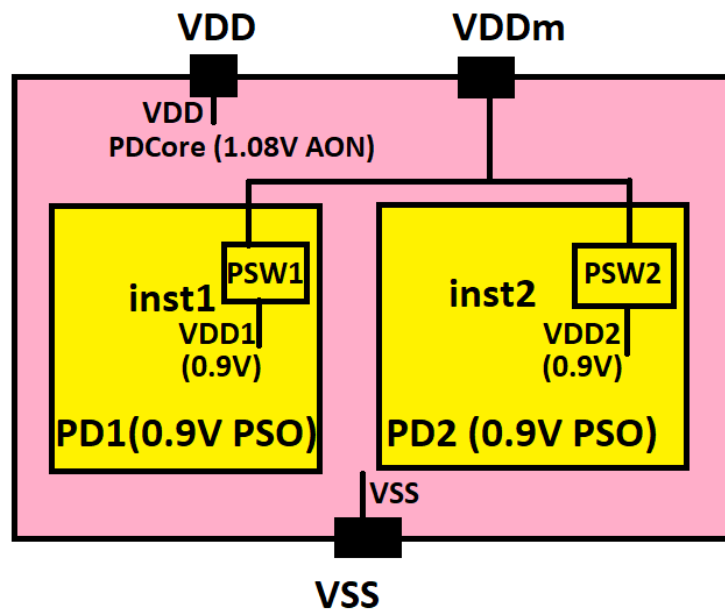 VDD
VDDm
VDD
PDCore (1.08V AON)
PSW1
PSW2
inst1
inst2
VDD1
(0.9V)
VDD2
(0.9V)
PD1(0.9V PSO)
PD2 (0.9V PSO)
VSS
VSS